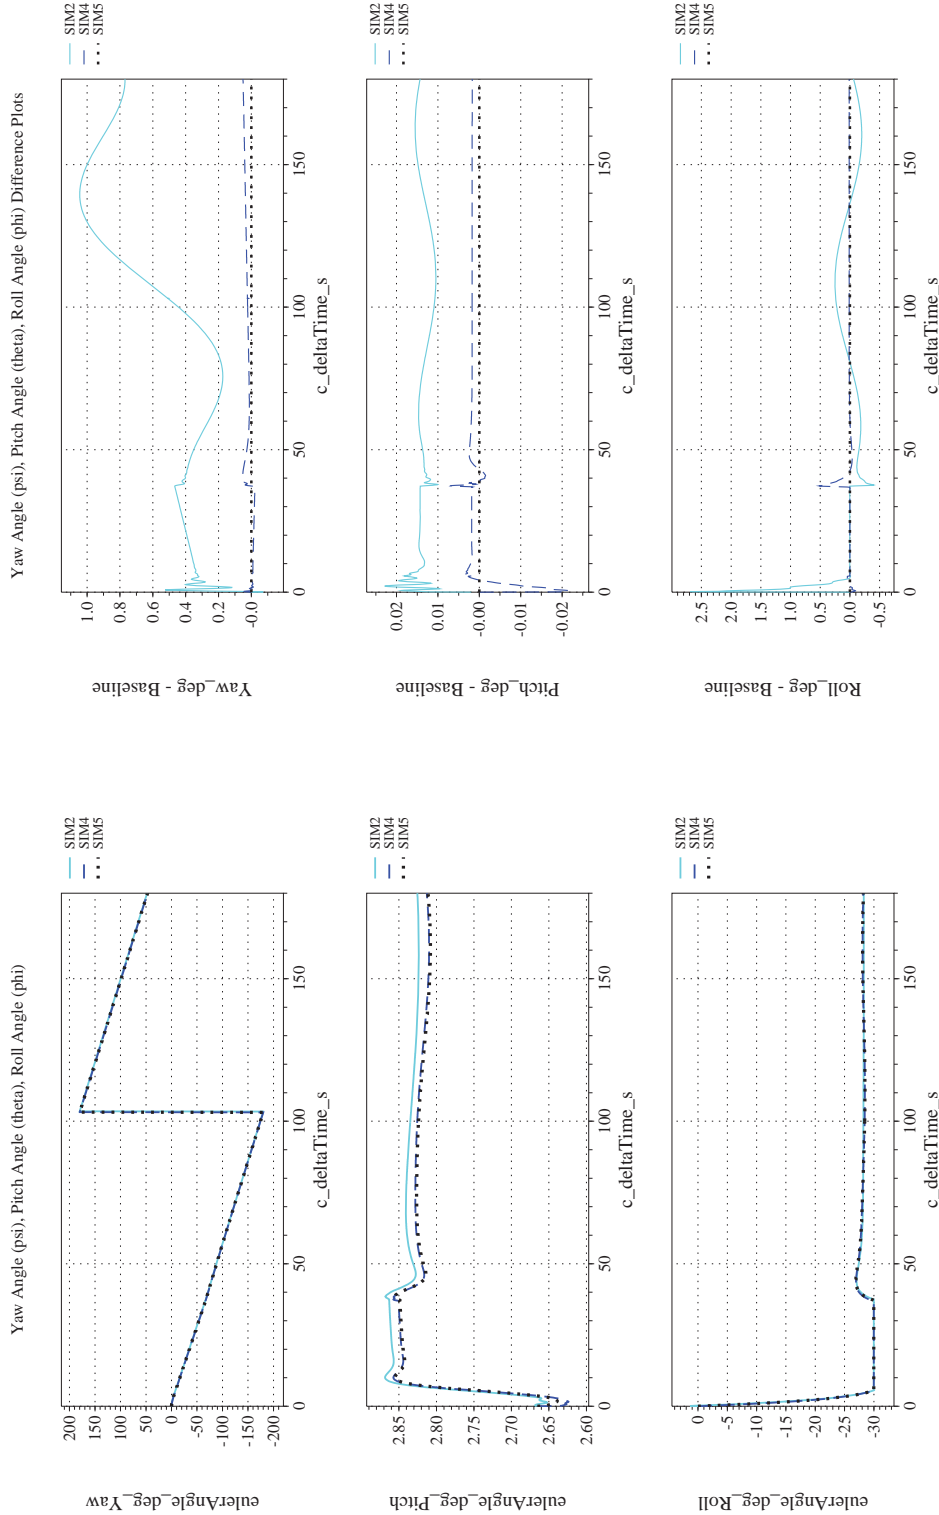 Yaw Angle (psi), Pitch Angle (theta), Roll Angle (phi)
eulerAngle_deg_Yaw
200
150
100
50
0
-50
-100
-150
-200
0
50
100
150
c_deltaTime_s
SIM2
SIM4
SIM5
eulerAngle_deg_Pitch
2.85
2.80
2.75
2.70
2.65
2.60
0
50
100
150
c_deltaTime_s
SIM2
SIM4
SIM5
eulerAngle_deg_Roll
0
-5
-10
-15
-20
-25
-30
0
50
100
150
c_deltaTime_s
SIM2
SIM4
SIM5
Yaw Angle (psi), Pitch Angle (theta), Roll Angle (phi) Difference Plots
Yaw_deg - Baseline
1.0
0.8
0.6
0.4
0.2
-0.0
0
50
100
150
c_deltaTime_s
SIM2
SIM4
SIM5
Pitch_deg - Baseline
0.02
0.01
-0.00
-0.01
-0.02
0
50
100
150
c_deltaTime_s
SIM2
SIM4
SIM5
Roll_deg - Baseline
2.5
2.0
1.5
1.0
0.5
0.0
-0.5
0
50
100
150
c_deltaTime_s
SIM2
SIM4
SIM5